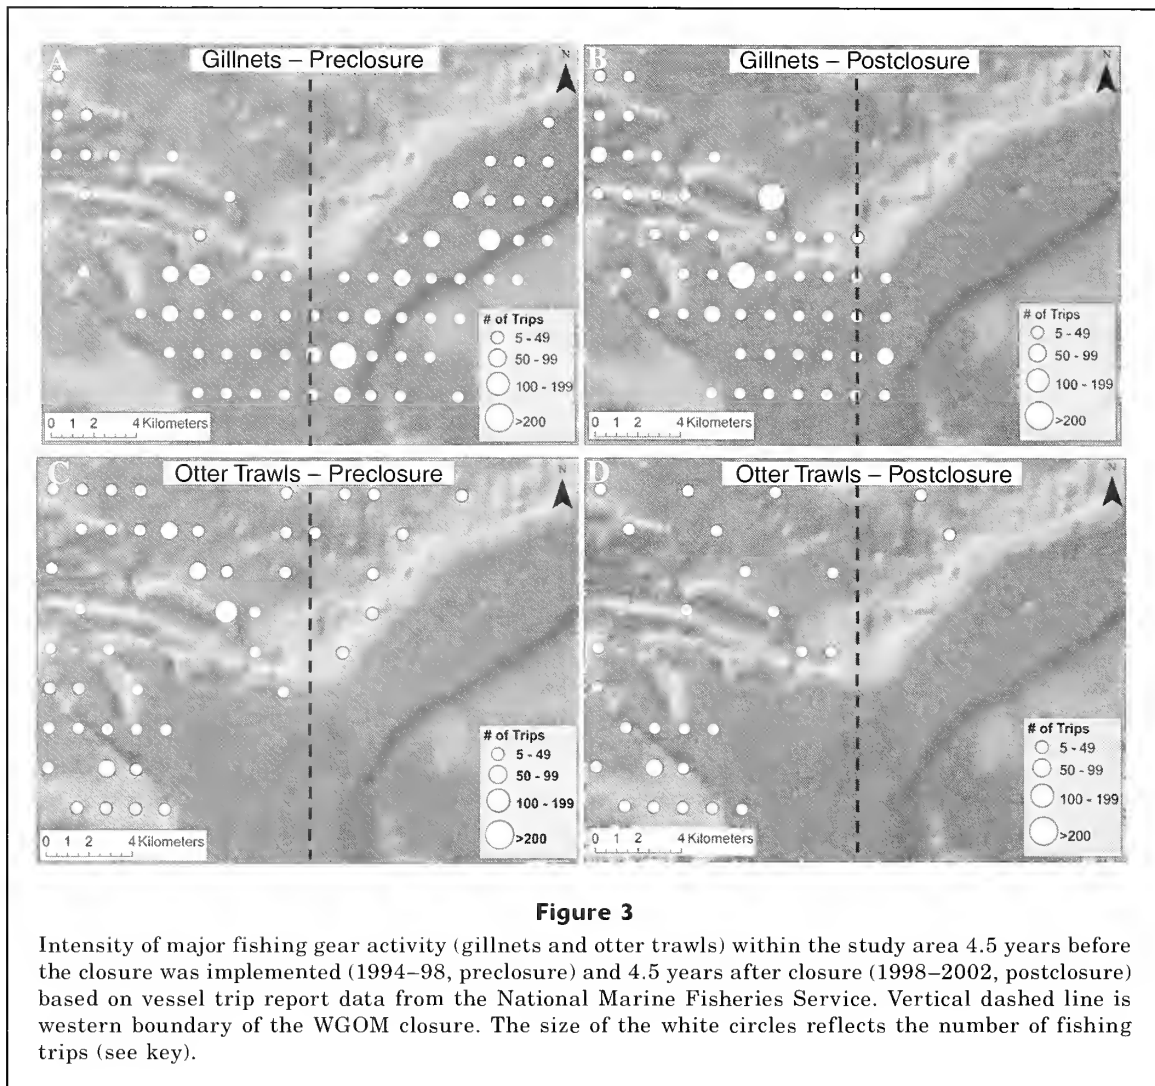 A
Gillnets – Preclosure
N
# of Trips
5 - 49
50 - 99
100 - 199
>200
0 1 2 4 Kilometers
B
Gillnets – Postclosure
N
# of Trips
5 - 49
50 - 99
100 - 199
>200
0 1 2 4 Kilometers
C
Otter Trawls – Preclosure
N
# of Trips
5 - 49
50 - 99
100 - 199
>200
0 1 2 4 Kilometers
D
Otter Trawls – Postclosure
N
# of Trips
5 - 49
50 - 99
100 - 199
>200
0 1 2 4 Kilometers
Figure 3
Intensity of major fishing gear activity (gillnets and otter trawls) within the study area 4.5 years before
the closure was implemented (1994–98, preclosure) and 4.5 years after closure (1998–2002, postclosure)
based on vessel trip report data from the National Marine Fisheries Service. Vertical dashed line is
western boundary of the WGOM closure. The size of the white circles reflects the number of fishing
trips (see key).